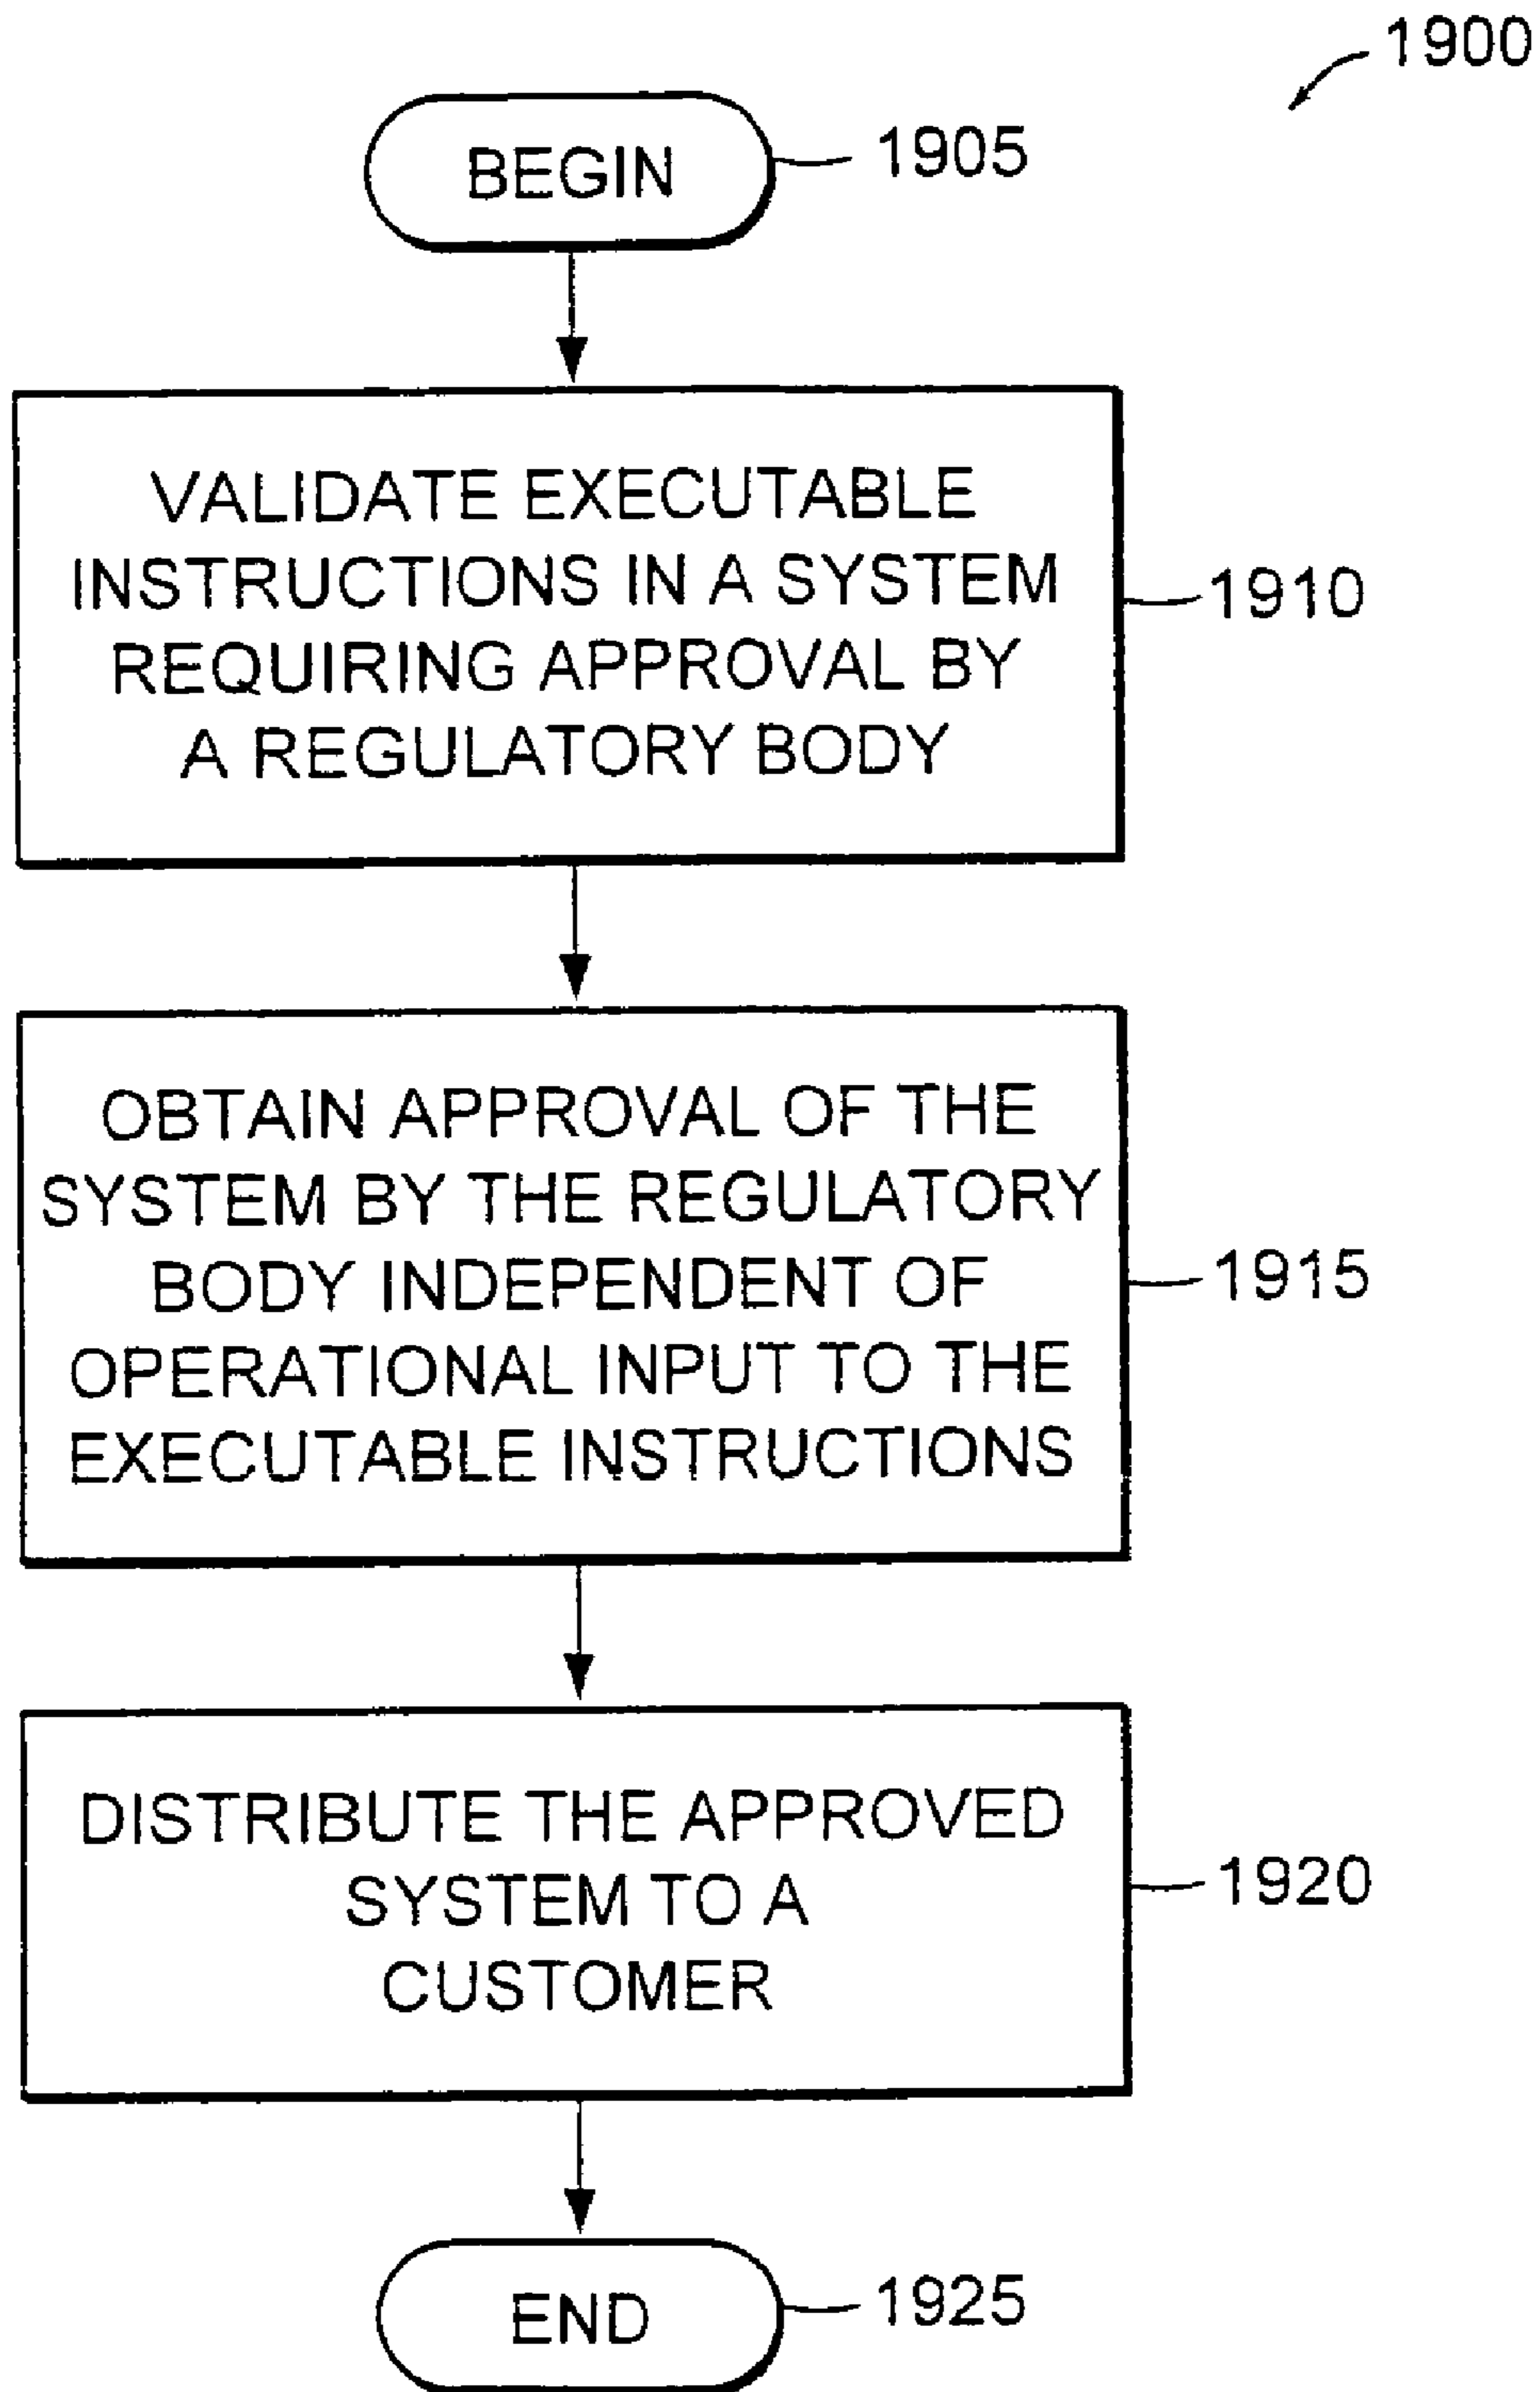 1900
BEGIN
1905
VALIDATE EXECUTABLE
INSTRUCTIONS IN A SYSTEM
REQUIRING APPROVAL BY
A REGULATORY BODY
1910
OBTAIN APPROVAL OF THE
SYSTEM BY THE REGULATORY
BODY INDEPENDENT OF
OPERATIONAL INPUT TO THE
EXECUTABLE INSTRUCTIONS
1915
DISTRIBUTE THE APPROVED
SYSTEM TO A
CUSTOMER
1920
END
1925